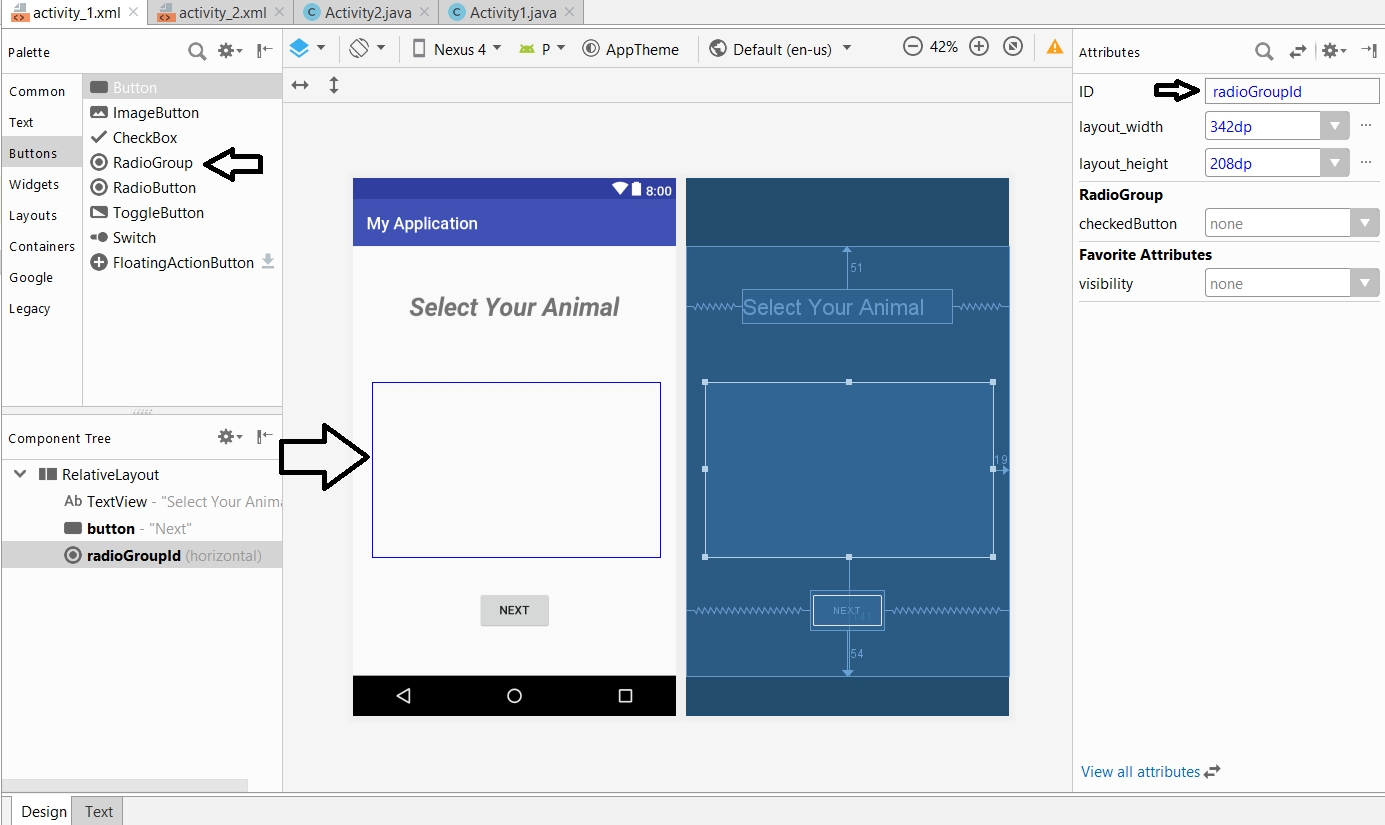 activity_1.xml activity_2.xml Activity2.java Activity1.java
Palette
Common
Text
Buttons
Widgets
Layouts
Containers
Google
Legacy
Button
ImageButton
CheckBox
RadioGroup
RadioButton
ToggleButton
Switch
FloatingActionButton
Component Tree
RelativeLayout
Ab TextView - "Select Your Anima
button - "Next"
radioGroupId (horizontal)
Nexus 4 P AppTheme Default (en-us) 42%
8:00
My Application
Select Your Animal
NEXT
51
Select Your Animal
19
NEXT
141
54
Attributes
ID radioGroupId
layout_width 342dp ...
layout_height 208dp ...
RadioGroup
checkedButton none
Favorite Attributes
visibility none
View all attributes
Design Text